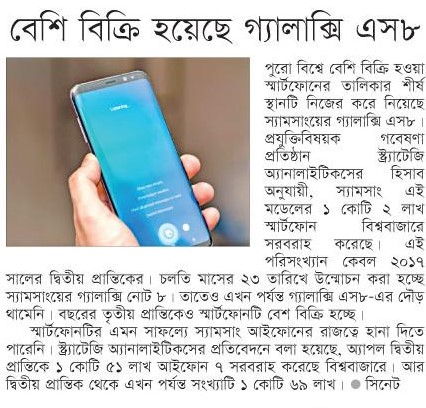 বেশি বিক্রি হয়েছে গ্যালাক্সি এস৮
পুরো বিশ্বে বেশি বিক্রি হওয়া
স্মার্টফোনের তালিকার শীর্ষ
স্থানটি নিজের করে নিয়েছে
স্যামসাংয়ের গ্যালাক্সি এস৮।
প্রযুক্তিবিষয়ক গবেষণা
প্রতিষ্ঠান স্ট্র্যাটেজি
অ্যানালাইটিকসের হিসাব
অনুযায়ী, স্যামসাং এই
মডেলের ১ কোটি ২ লাখ
স্মার্টফোন বিশ্ববাজারে
সরবরাহ করেছে। এই
পরিসংখ্যান কেবল ২০১৭
সালের দ্বিতীয় প্রান্তিকের। চলতি মাসের ২৩ তারিখে উন্মোচন করা হচ্ছে
স্যামসাংয়ের গ্যালাক্সি নোট ৮। তাতেও এখন পর্যন্ত গ্যালাক্সি এস৮-এর দৌড়
থামেনি। বছরের তৃতীয় প্রান্তিকেও স্মার্টফোনটি বেশ বিক্রি হচ্ছে।
স্মার্টফোনটির এমন সাফল্যে স্যামসাং আইফোনের রাজত্বে হানা দিতে
পারেনি। স্ট্র্যাটেজি অ্যানালাইটিকসের প্রতিবেদনে বলা হয়েছে, অ্যাপল দ্বিতীয়
প্রান্তিকে ১ কোটি ৫১ লাখ আইফোন ৭ সরবরাহ করেছে বিশ্ববাজারে। আর
দ্বিতীয় প্রান্তিক থেকে এখন পর্যন্ত সংখ্যাটি ১ কোটি ৬৯ লাখ। ● সিনেট